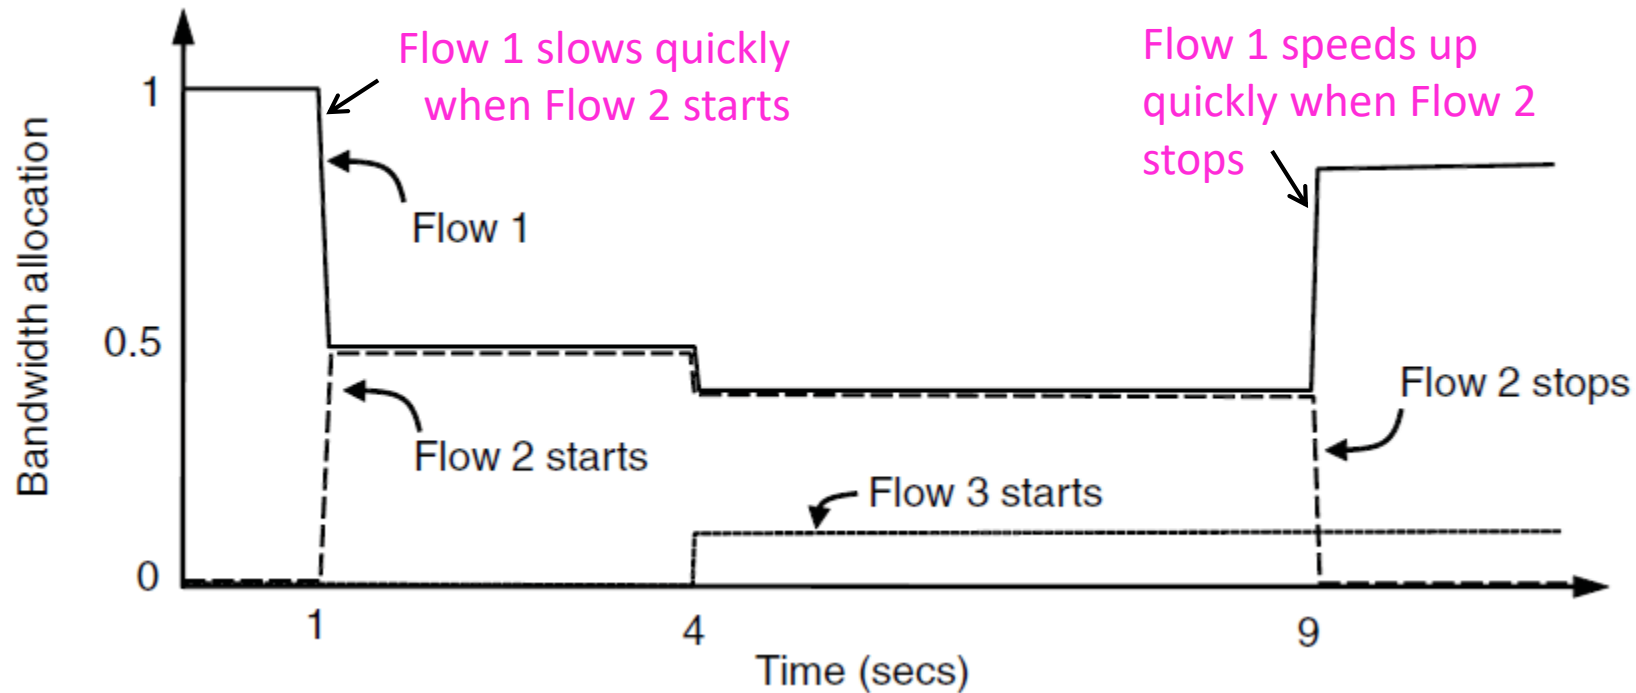 Flow 1 slows quickly
when Flow 2 starts
Flow 1 speeds up
quickly when Flow 2
stops
1
Bandwidth allocation
Flow 1
0.5
Flow 2 stops
Flow 2 starts
Flow 3 starts
0
1
4
9
Time (secs)